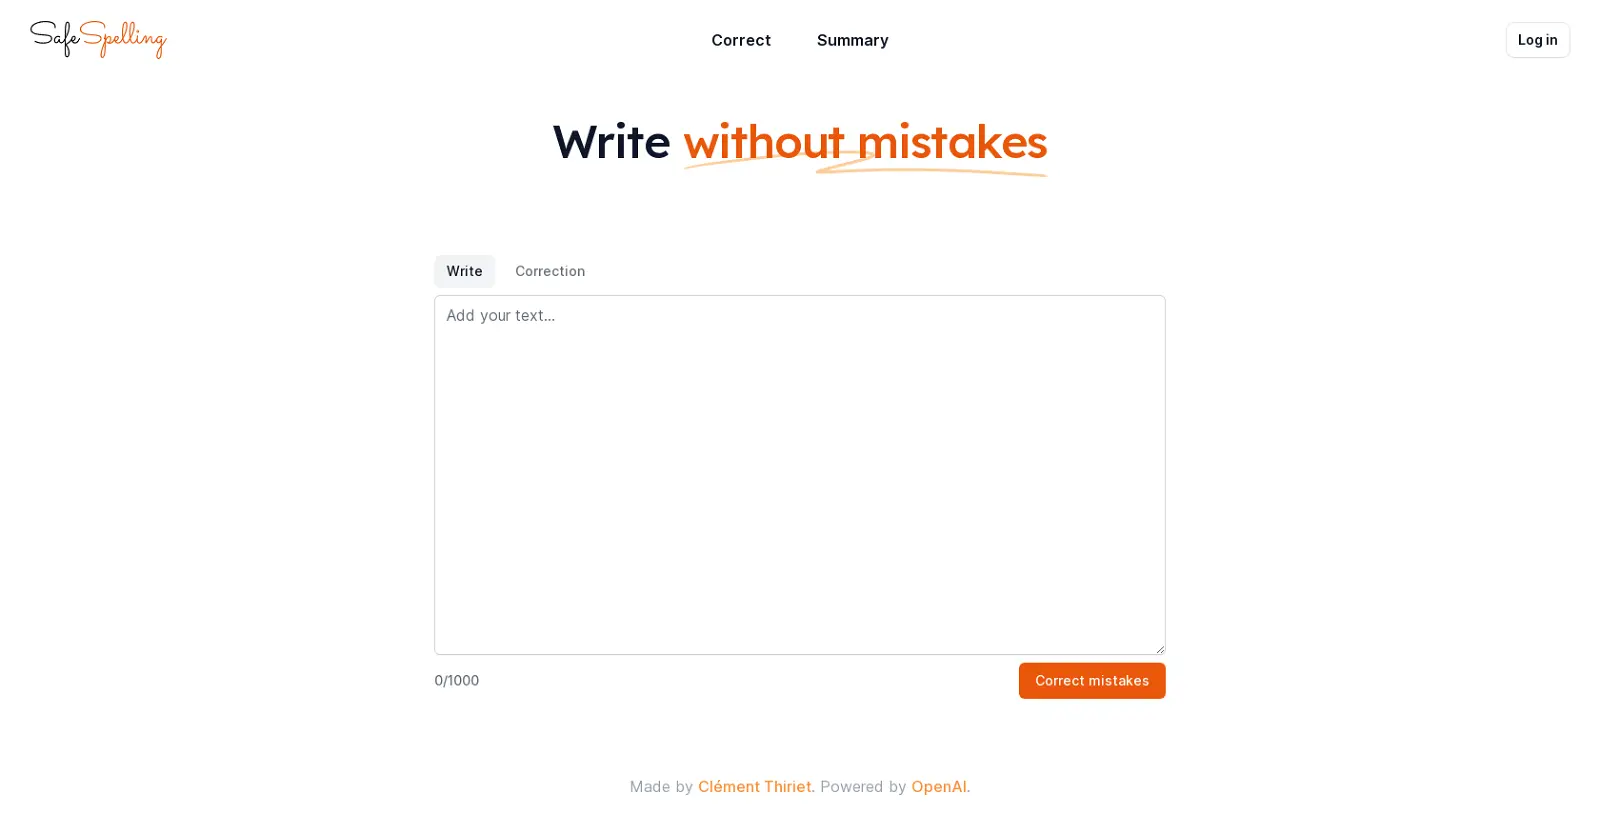 SafeSpelling
Correct
Summary
Log in
Write without mistakes
Write
Correction
Add your text...
0/1000
Correct mistakes
Made by Clément Thiriet. Powered by OpenAI.